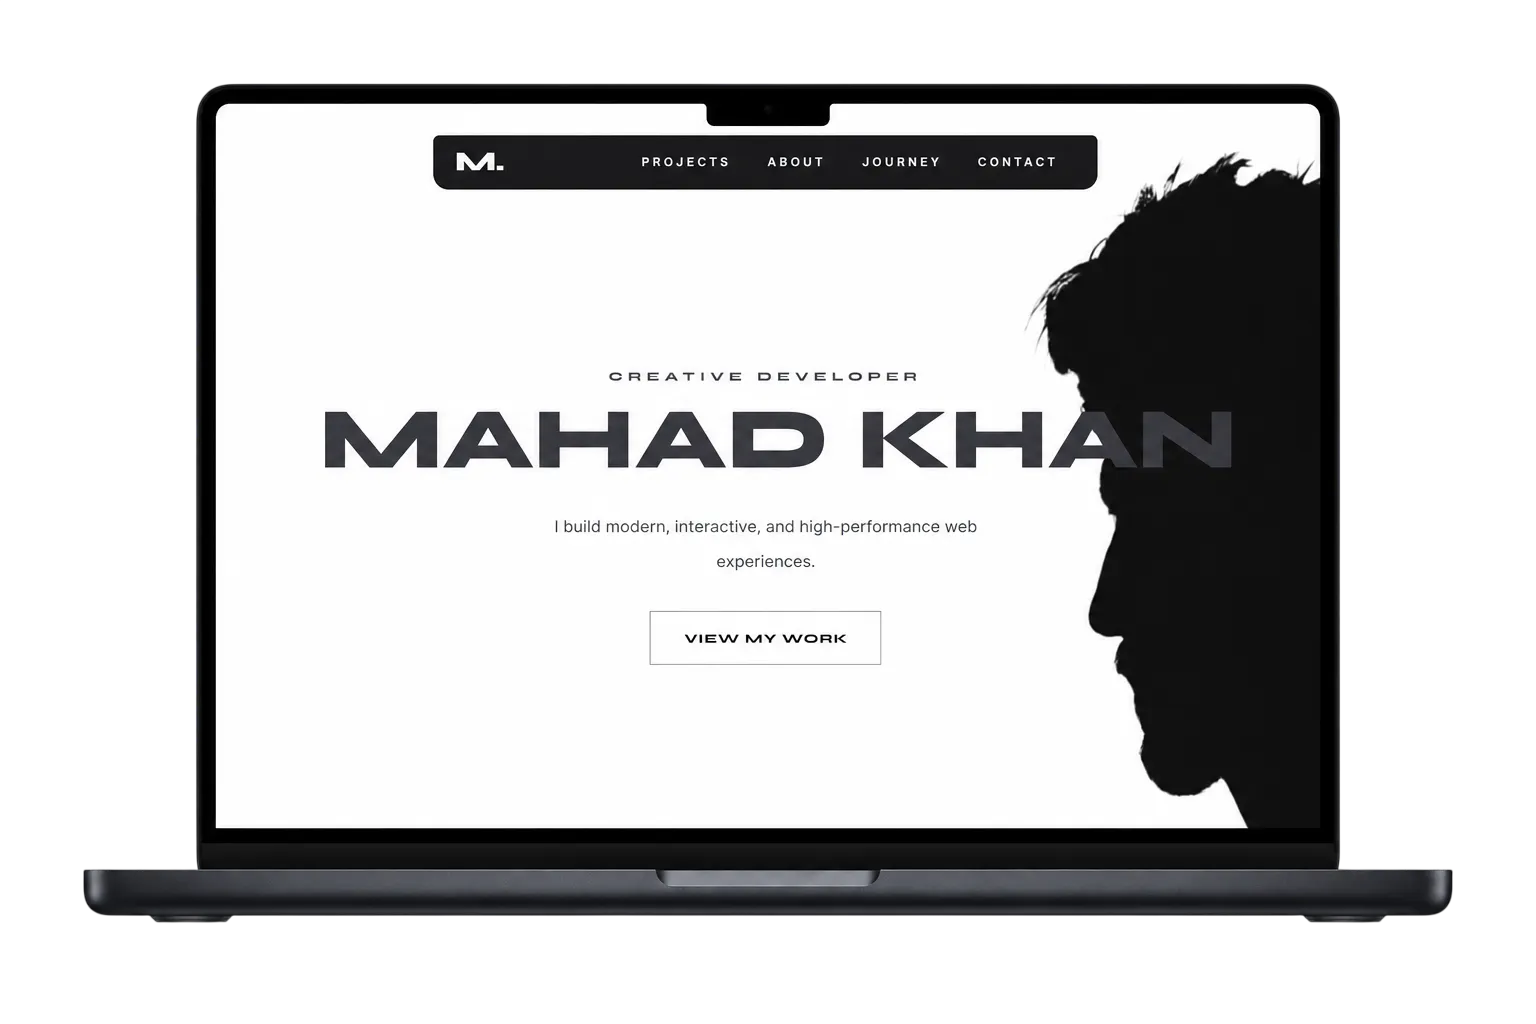 M.
PROJECTS ABOUT JOURNEY CONTACT
CREATIVE DEVELOPER
MAHAD KHAN
I build modern, interactive, and high-performance web
experiences.
VIEW MY WORK